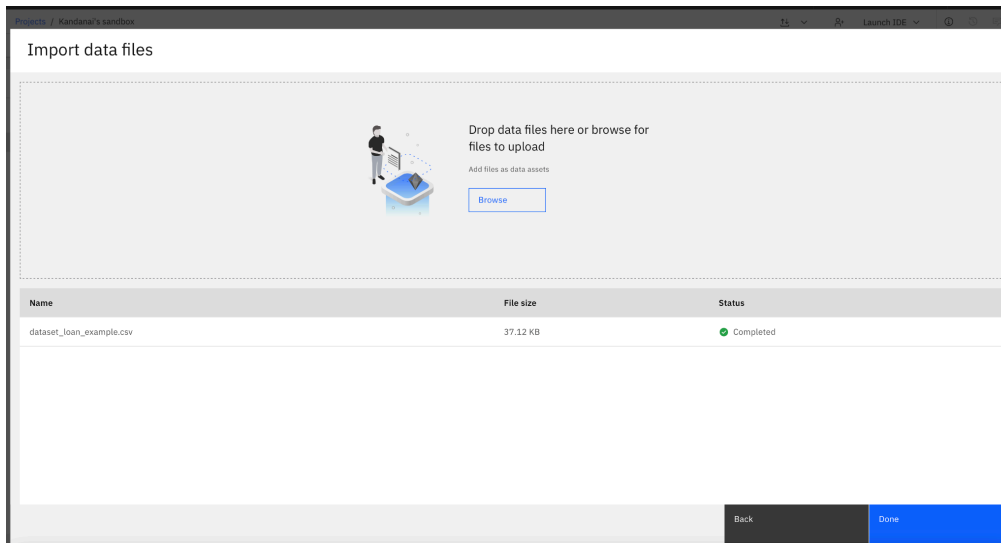 Projects / Kandanai's sandbox
Launch IDE
Import data files
Drop data files here or browse for
files to upload
Add files as data assets
Browse
Name File size Status
dataset_loan_example.csv 37.12 KB Completed
Back Done